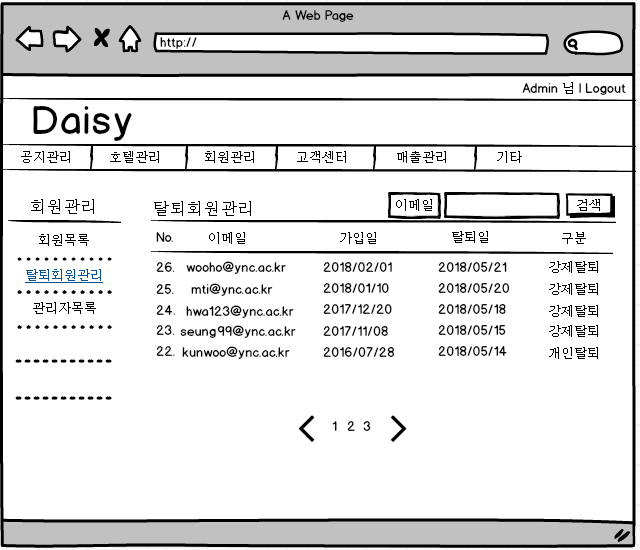 A Web Page
http://
Admin 님 | Logout
Daisy
공지관리 호텔관리 회원관리 고객센터 매출관리 기타
회원관리
회원목록
탈퇴회원관리
관리자목록
탈퇴회원관리 이메일 검색
No. 이메일 가입일 탈퇴일 구분
26. wooho@ync.ac.kr 2018/02/01 2018/05/21 강제탈퇴
25. mti@ync.ac.kr 2018/01/10 2018/05/20 강제탈퇴
24. hwa123@ync.ac.kr 2017/12/20 2018/05/18 강제탈퇴
23. seung99@ync.ac.kr 2017/11/08 2018/05/15 강제탈퇴
22. kunwoo@ync.ac.kr 2016/07/28 2018/05/14 개인탈퇴
1 2 3